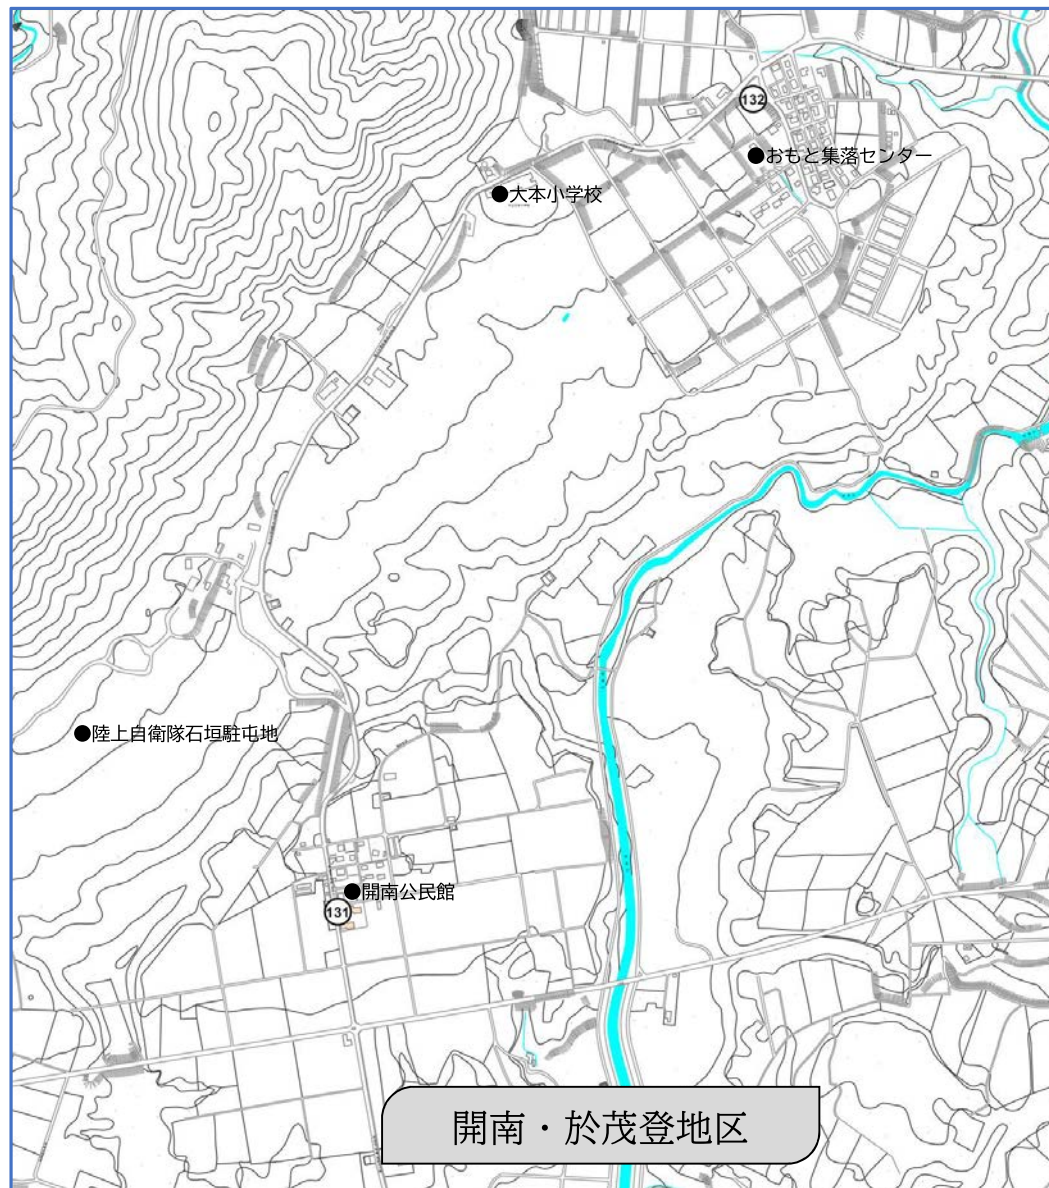 132
●おもと集落センター
●大本小学校
●陸上自衛隊石垣駐屯地
●開南公民館
131
開南・於茂登地区